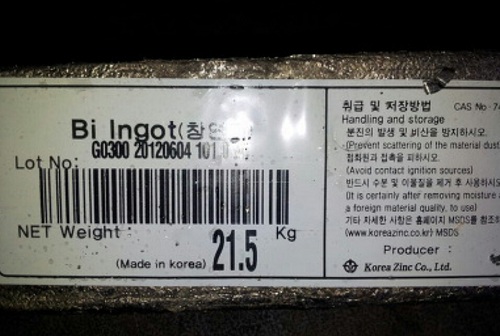 Bi Ingot(창연)
G0300 20120604 101
Lot No:
NET Weight : 21.5 Kg
(Made in korea)
취급 및 저장방법 CAS No
Handling and storage
분진의 발생 및 비산을 방지하시오.
(Prevent scattering of the material dust
점화원과 접촉을 피하시오.
(Avoid contact ignition sources)
반드시 수분 및 이물질을 제거 후 사용하시오
(It is certainly after removing moisture
a foreign material quality, to use)
기타 자세한 사항은 홈페이지 MSDS를 참조
(www.koreazinc.co.kr) MSDS
Producer :
Korea Zinc Co., Ltd.